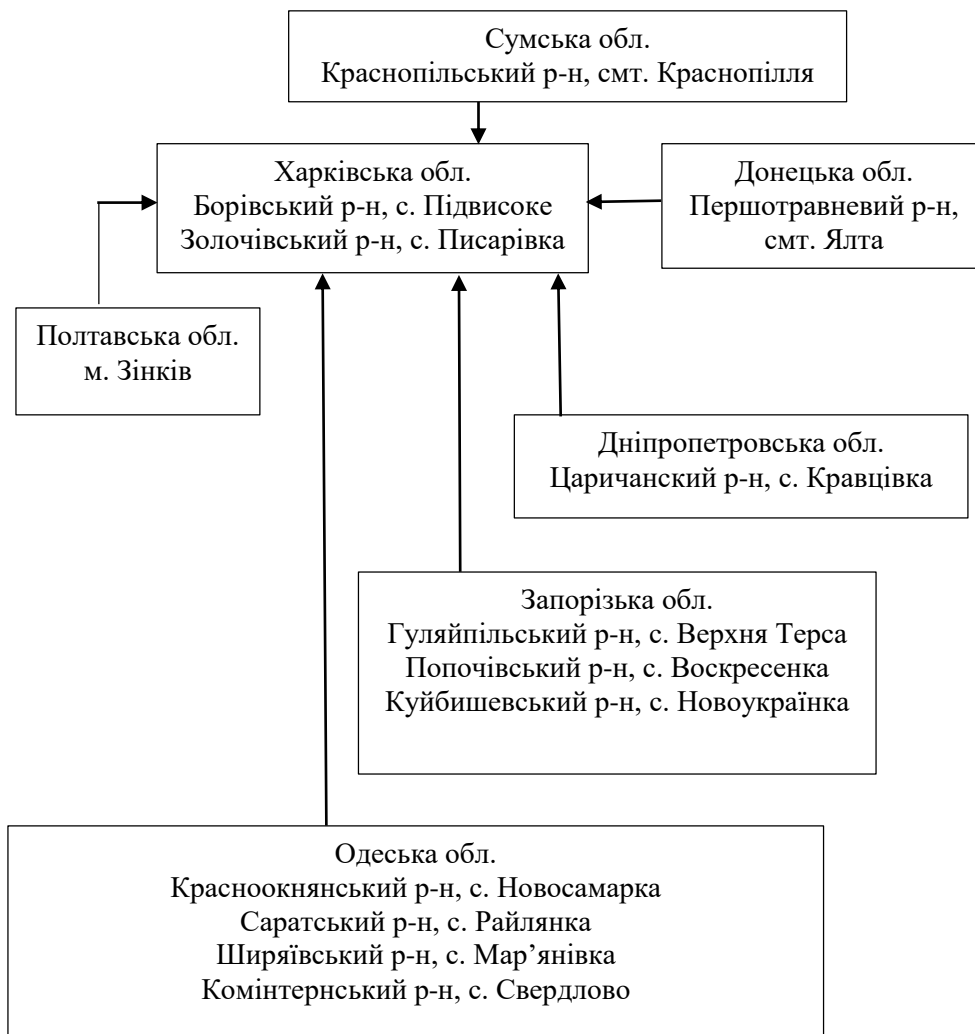 Сумська обл.
Краснопільський р-н, смт. Краснопілля
Харківська обл.
Борівський р-н, с. Підвисоке
Золочівський р-н, с. Писарівка
Донецька обл.
Першотравневий р-н,
смт. Ялта
Полтавська обл.
м. Зінків
Дніпропетровська обл.
Царичанский р-н, с. Кравцівка
Запорізька обл.
Гуляйпільський р-н, с. Верхня Терса
Попочівський р-н, с. Воскресенка
Куйбишевський р-н, с. Новоукраїнка
Одеська обл.
Красноокнянський р-н, с. Новосамарка
Саратський р-н, с. Райлянка
Ширяївський р-н, с. Мар’янівка
Комінтернський р-н, с. Свердлово